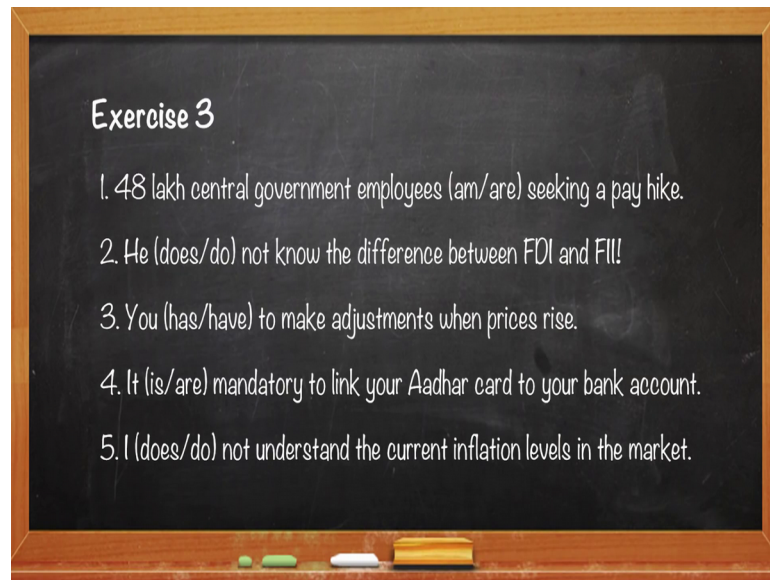 Exercise 3
1. 48 lakh central government employees (am/are) seeking a pay hike.
2. He (does/do) not know the difference between FDI and FII!
3. You (has/have) to make adjustments when prices rise.
4. It (is/are) mandatory to link your Aadhar card to your bank account.
5. I (does/do) not understand the current inflation levels in the market.